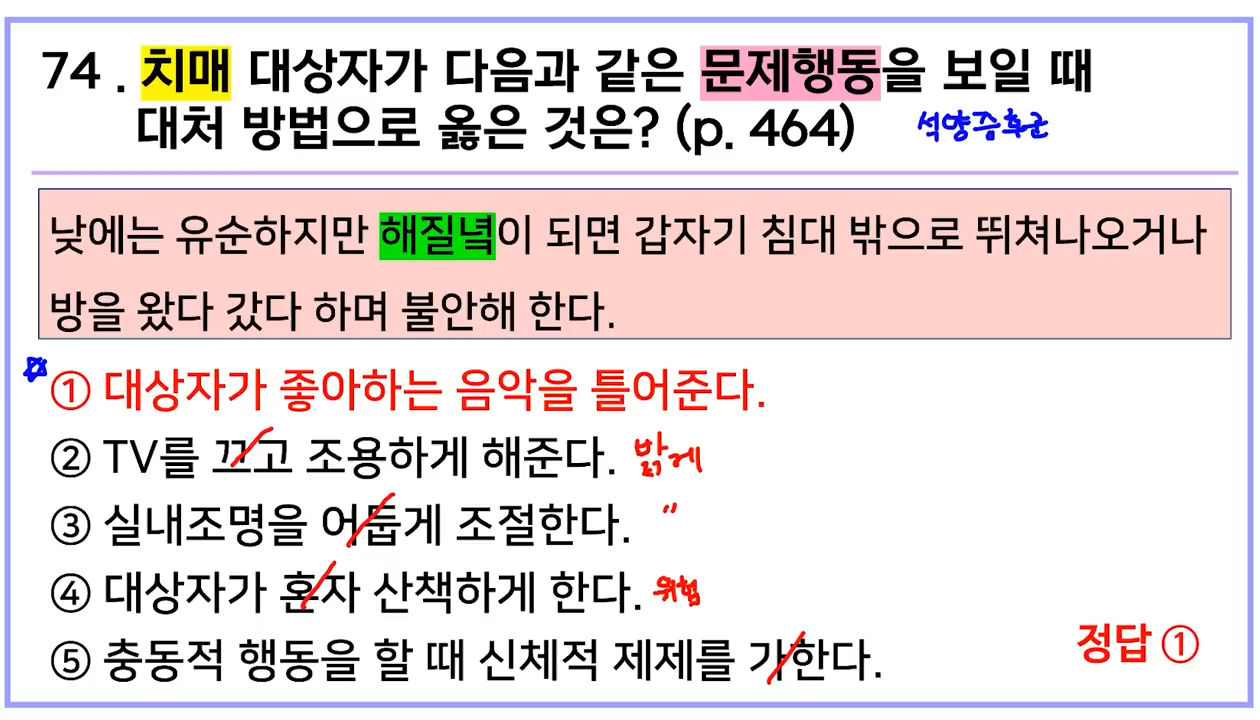 74 . 치매 대상자가 다음과 같은 문제행동을 보일 때
대처 방법으로 옳은 것은? (p. 464) 석양증후군
낮에는 유순하지만 해질녘이 되면 갑자기 침대 밖으로 뛰쳐나오거나
방을 왔다 갔다 하며 불안해 한다.
① 대상자가 좋아하는 음악을 틀어준다.
② TV를 끄고 조용하게 해준다. 밝게
③ 실내조명을 어둡게 조절한다. 〃
④ 대상자가 혼자 산책하게 한다. 위험
⑤ 충동적 행동을 할 때 신체적 제제를 가한다.
정답 ①